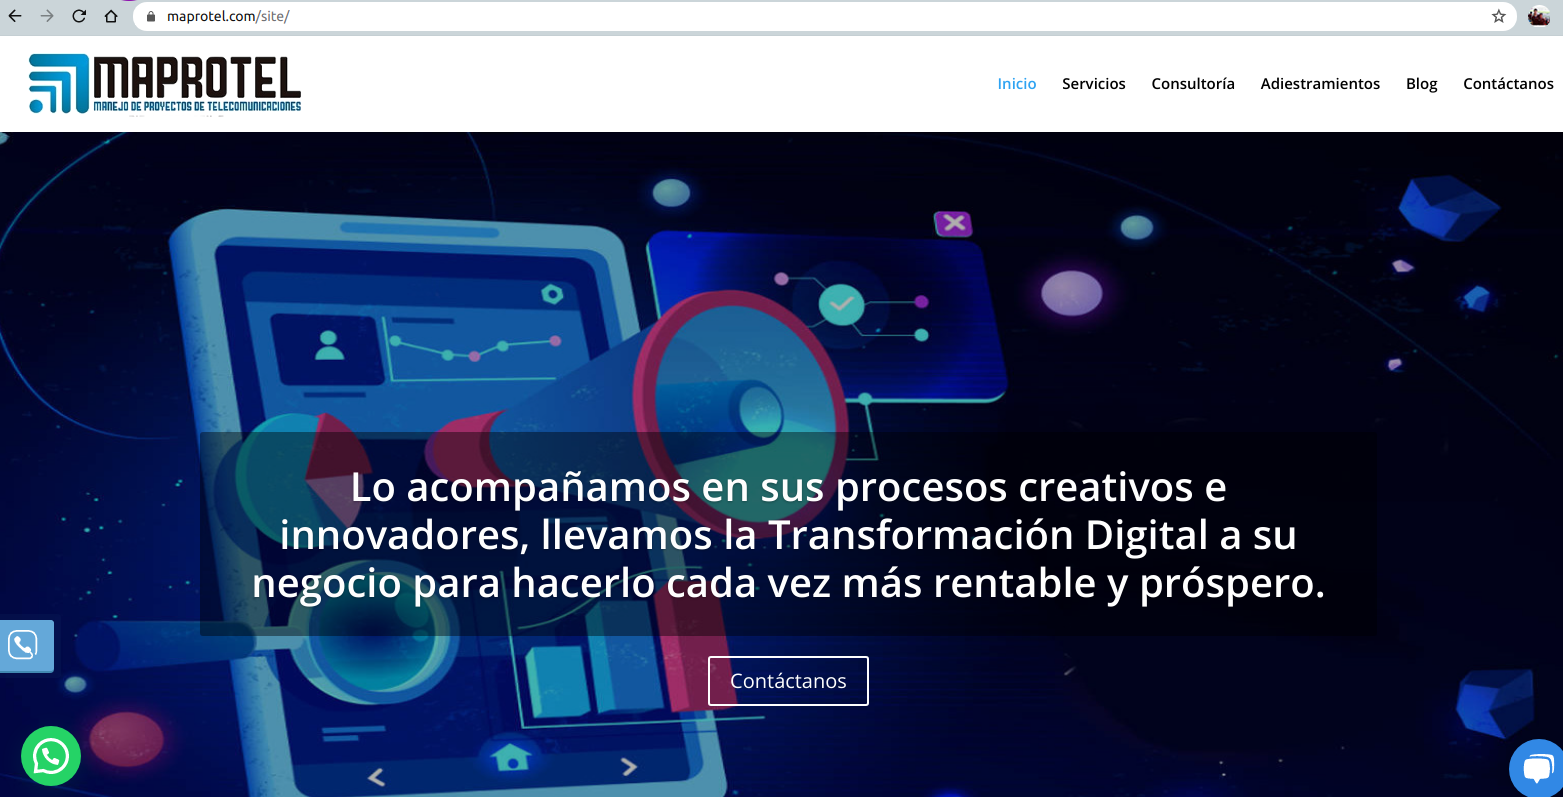 maprotel.com/site/
MAPROTEL
MANEJO DE PROYECTOS DE TELECOMUNICACIONES
Inicio Servicios Consultoría Adiestramientos Blog Contáctanos
Lo acompañamos en sus procesos creativos e
innovadores, llevamos la Transformación Digital a su
negocio para hacerlo cada vez más rentable y próspero.
Contáctanos